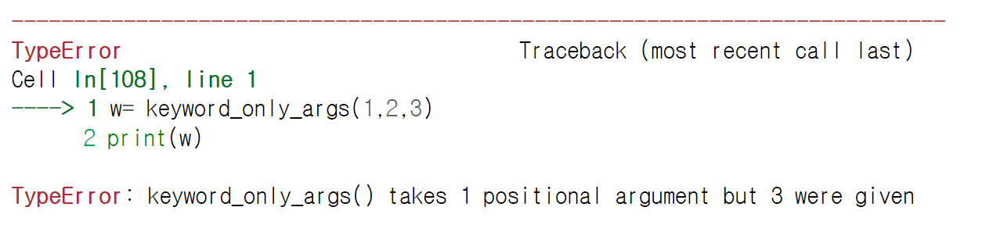 ---------------------------------------------------------------------------
TypeError                                 Traceback (most recent call last)
Cell In[108], line 1
----> 1 w= keyword_only_args(1,2,3)
      2 print(w)

TypeError: keyword_only_args() takes 1 positional argument but 3 were given